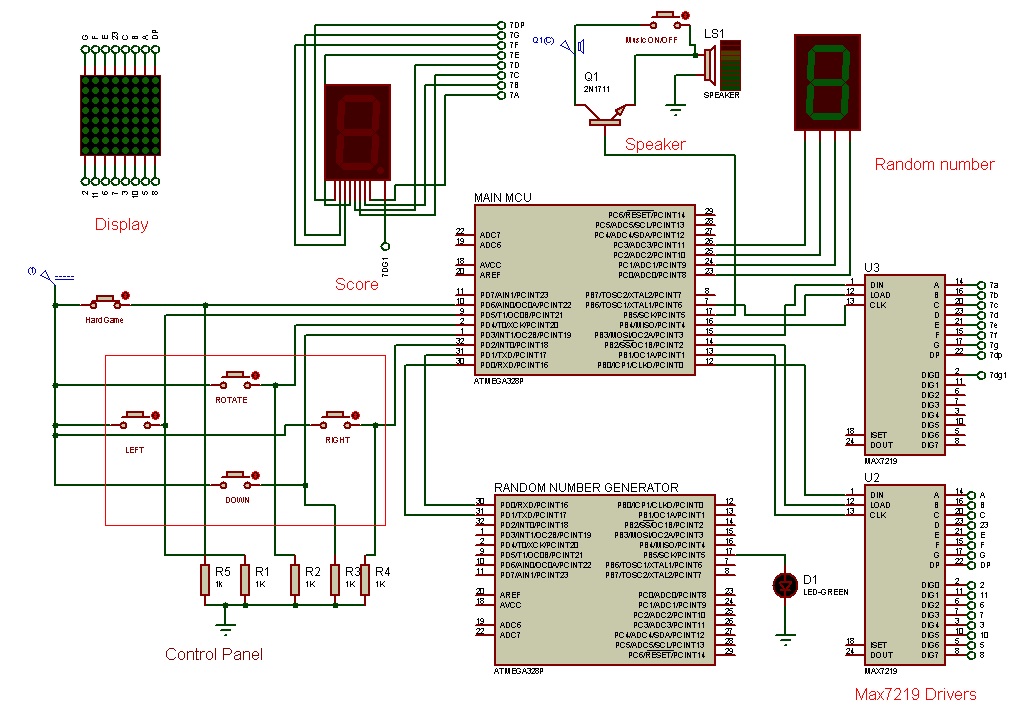 G F E 23 C B A DP
2 11 6 7 3 10 5 8
Display
7DP
7G
7F
7E
7D
7C
7B
7A
7DG1
Score
Q1(C)
Q1
2N1711
Music ON/OFF
LS1
SPEAKER
Speaker
Random number
MAIN MCU
22 ADC7
19 ADC6
18 AVCC
20 AREF
11 PD7/AIN1/PCINT23
10 PD6/AIN0/OC0A/PCINT22
9 PD5/T1/OC0B/PCINT21
2 PD4/T0/XCK/PCINT20
1 PD3/INT1/OC2B/PCINT19
32 PD2/INT0/PCINT18
31 PD1/TXD/PCINT17
30 PD0/RXD/PCINT16
PC6/RESET/PCINT14 29
PC5/ADC5/SCL/PCINT13 28
PC4/ADC4/SDA/PCINT12 27
PC3/ADC3/PCINT11 26
PC2/ADC2/PCINT10 25
PC1/ADC1/PCINT9 24
PC0/ADC0/PCINT8 23
PB7/TOSC2/XTAL2/PCINT7 8
PB6/TOSC1/XTAL1/PCINT6 7
PB5/SCK/PCINT5 17
PB4/MISO/PCINT4 16
PB3/MOSI/OC2A/PCINT3 15
PB2/SS/OC1B/PCINT2 14
PB1/OC1A/PCINT1 13
PB0/ICP1/CLKO/PCINT0 12
ATMEGA328P
HardGame
ROTATE
LEFT
RIGHT
DOWN
R5
1k
R1
1K
R2
1K
R3
1K
R4
1K
Control Panel
RANDOM NUMBER GENERATOR
30 PD0/RXD/PCINT16
31 PD1/TXD/PCINT17
32 PD2/INT0/PCINT18
1 PD3/INT1/OC2B/PCINT19
2 PD4/T0/XCK/PCINT20
9 PD5/T1/OC0B/PCINT21
10 PD6/AIN0/OC0A/PCINT22
11 PD7/AIN1/PCINT23
20 AREF
18 AVCC
19 ADC6
22 ADC7
PB0/ICP1/CLKO/PCINT0 12
PB1/OC1A/PCINT1 13
PB2/SS/OC1B/PCINT2 14
PB3/MOSI/OC2A/PCINT3 15
PB4/MISO/PCINT4 16
PB5/SCK/PCINT5 17
PB6/TOSC1/XTAL1/PCINT6 7
PB7/TOSC2/XTAL2/PCINT7 8
PC0/ADC0/PCINT8 23
PC1/ADC1/PCINT9 24
PC2/ADC2/PCINT10 25
PC3/ADC3/PCINT11 26
PC4/ADC4/SDA/PCINT12 27
PC5/ADC5/SCL/PCINT13 28
PC6/RESET/PCINT14 29
ATMEGA328P
D1
LED-GREEN
U3
1 DIN
12 LOAD
13 CLK
18 ISET
24 DOUT
A 14 7a
B 16 7b
C 20 7c
D 23 7d
E 21 7e
F 15 7f
G 17 7g
DP 22 7dp
DIG0 2 7dg1
DIG1 11
DIG2 6
DIG3 7
DIG4 3
DIG5 10
DIG6 5
DIG7 8
MAX7219
U2
1 DIN
12 LOAD
13 CLK
18 ISET
24 DOUT
A 14 A
B 16 B
C 20 C
D 23 23
E 21 E
F 15 F
G 17 G
DP 22 DP
DIG0 2 2
DIG1 11 11
DIG2 6 6
DIG3 7 7
DIG4 3 3
DIG5 10 10
DIG6 5 5
DIG7 8 8
MAX7219
Max7219 Drivers